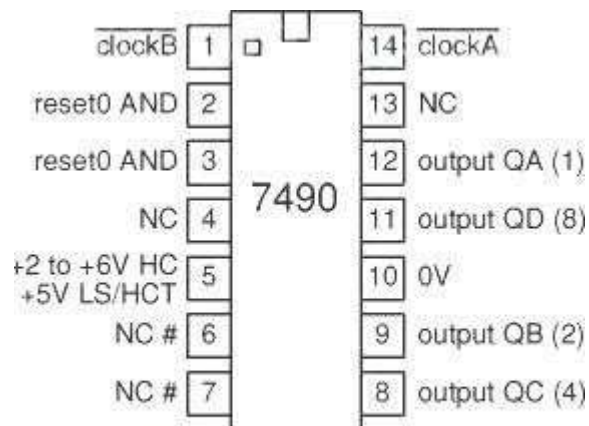 clockB 1 14 clockA
reset0 AND 2 13 NC
reset0 AND 3 12 output QA (1)
7490
NC 4 11 output QD (8)
+2 to +6V HC
+5V LS/HCT 5 10 0V
NC # 6 9 output QB (2)
NC # 7 8 output QC (4)